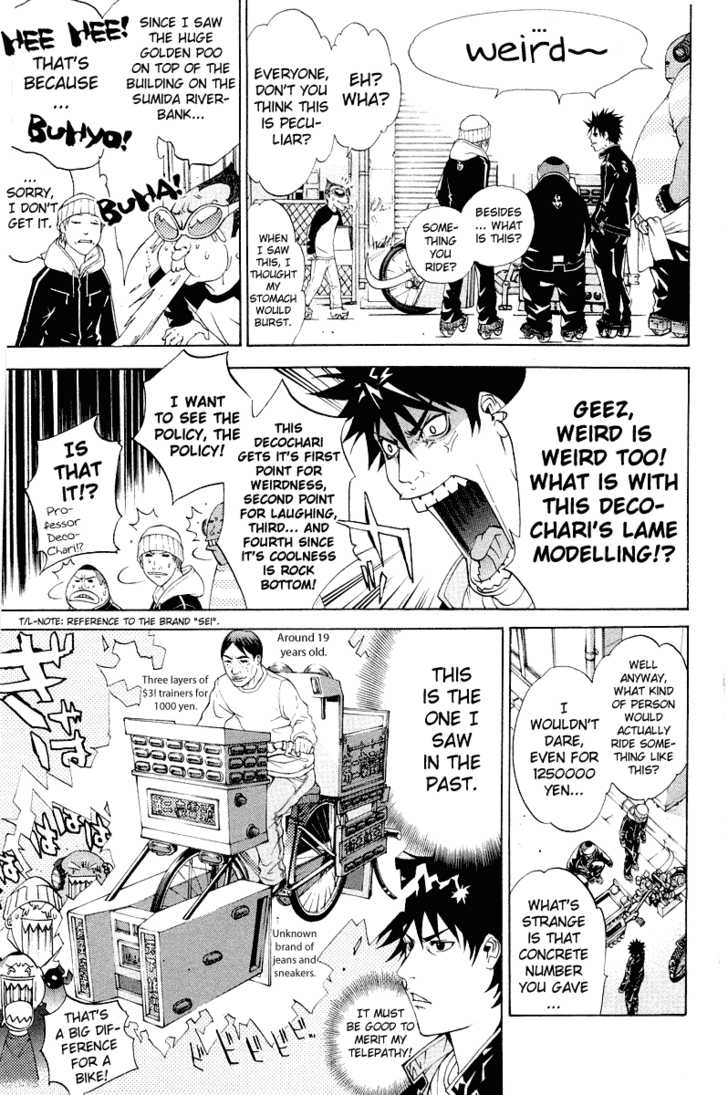 ...
weird~
BESIDES
... WHAT
IS THIS?
SOME-
THING
YOU
RIDE?
EH?
WHA?
EVERYONE,
DON'T YOU
THINK THIS
IS PECU-
LIAR?
WHEN I
SAW
THIS, I
THOUGHT
MY
STOMACH
WOULD
BURST.
SINCE I SAW
THE HUGE
GOLDEN POO
ON TOP OF THE
BUILDING ON THE
SUMIDA RIVER-
BANK...
HEE HEE!
THAT'S
BECAUSE
...
BUHYO!
BUHA!
...
SORRY,
I DON'T
GET IT.
GEEZ,
WEIRD IS
WEIRD TOO!
WHAT IS WITH
THIS DECO-
CHARI'S LAME
MODELLING!?
THIS
DECOCHARI
GETS IT'S FIRST
POINT FOR
WEIRDNESS,
SECOND POINT
FOR LAUGHING,
THIRD... AND
FOURTH SINCE
IT'S COOLNESS
IS ROCK
BOTTOM!
I WANT
TO SEE THE
POLICY, THE
POLICY!
IS
THAT
IT!?
Pro-
fessor
Deco-
Chari!?
T/L-NOTE: REFERENCE TO THE BRAND "SEI".
WELL
ANYWAY,
WHAT KIND
OF PERSON
WOULD
ACTUALLY
RIDE SOME-
THING LIKE
THIS?
I
WOULDN'T
DARE,
EVEN FOR
1250000
YEN...
WHAT'S
STRANGE
IS THAT
CONCRETE
NUMBER
YOU GAVE
...
THIS
IS THE
ONE I
SAW
IN THE
PAST.
Around 19
years old.
Three layers of
$3! trainers for
1000 yen.
Unknown
brand of
jeans and
sneakers.
IT MUST
BE GOOD TO
MERIT MY
TELEPATHY!
THAT'S
A BIG DIF-
FERENCE
FOR A
BIKE!